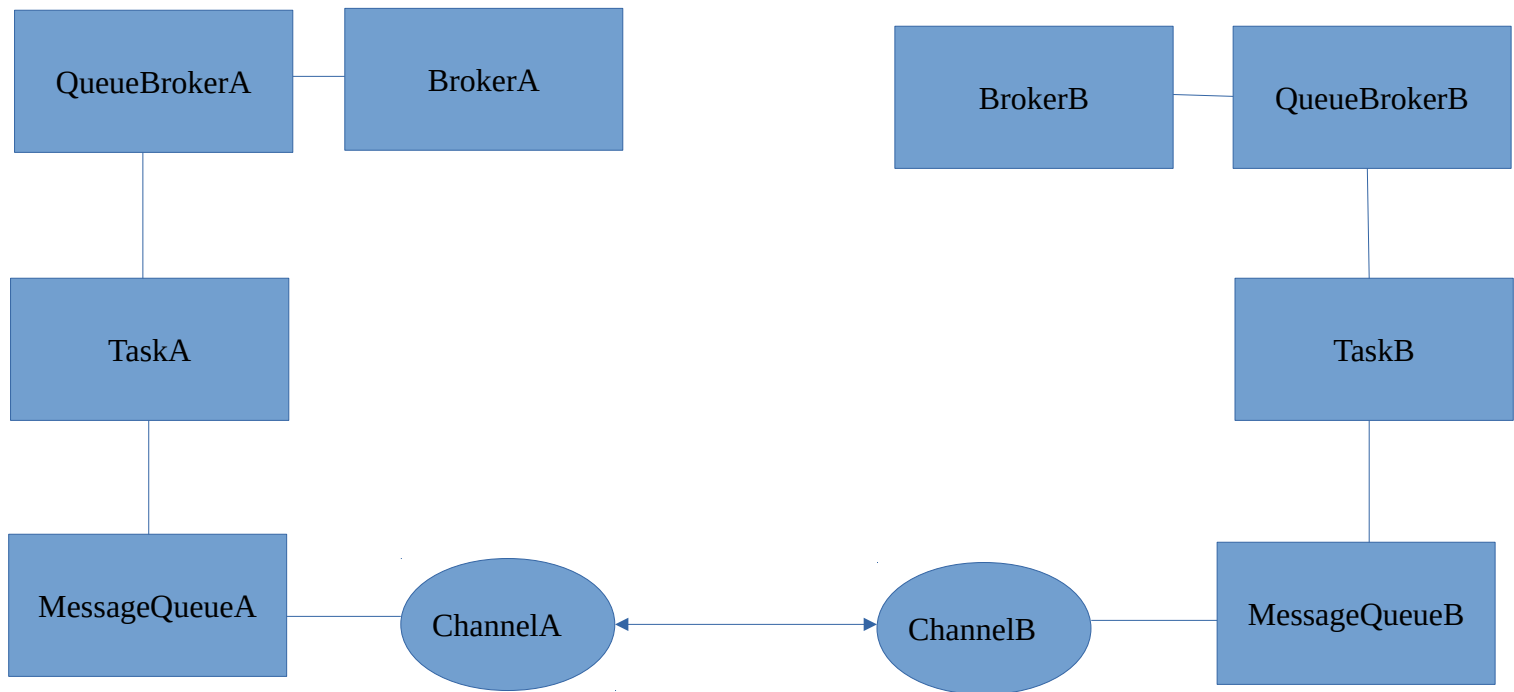 QueueBrokerA
BrokerA
BrokerB
QueueBrokerB
TaskA
TaskB
MessageQueueA
ChannelA
ChannelB
MessageQueueB